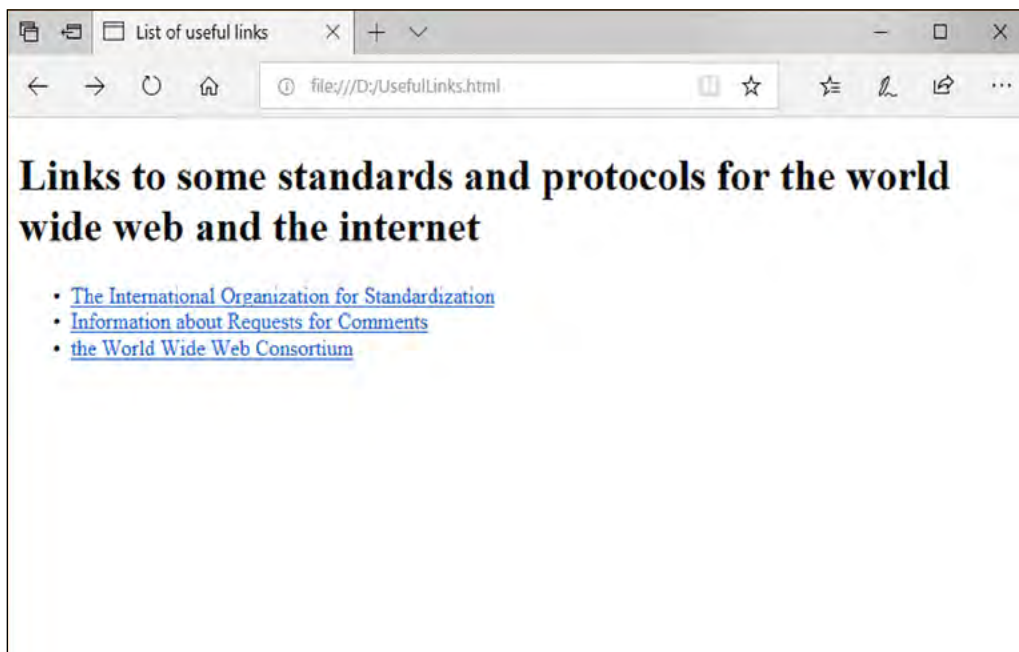 List of useful links
file:///D:/UsefulLinks.html
Links to some standards and protocols for the world
wide web and the internet
• The International Organization for Standardization
• Information about Requests for Comments
• the World Wide Web Consortium